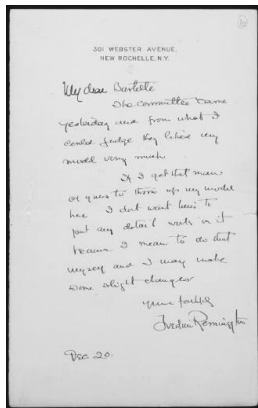 301 WEBSTER AVENUE,
NEW ROCHELLE, N.Y.
My dear Bartlett
The committee came
yesterday and from what I
could judge they liked my
model very much.
If I get that man
of yours to throw up my model
here I don't want him to
put any detail work on it
because I mean to do that
myself and I may make
some slight changes
Yours faithfully
Frederic Remington
Dec 20.